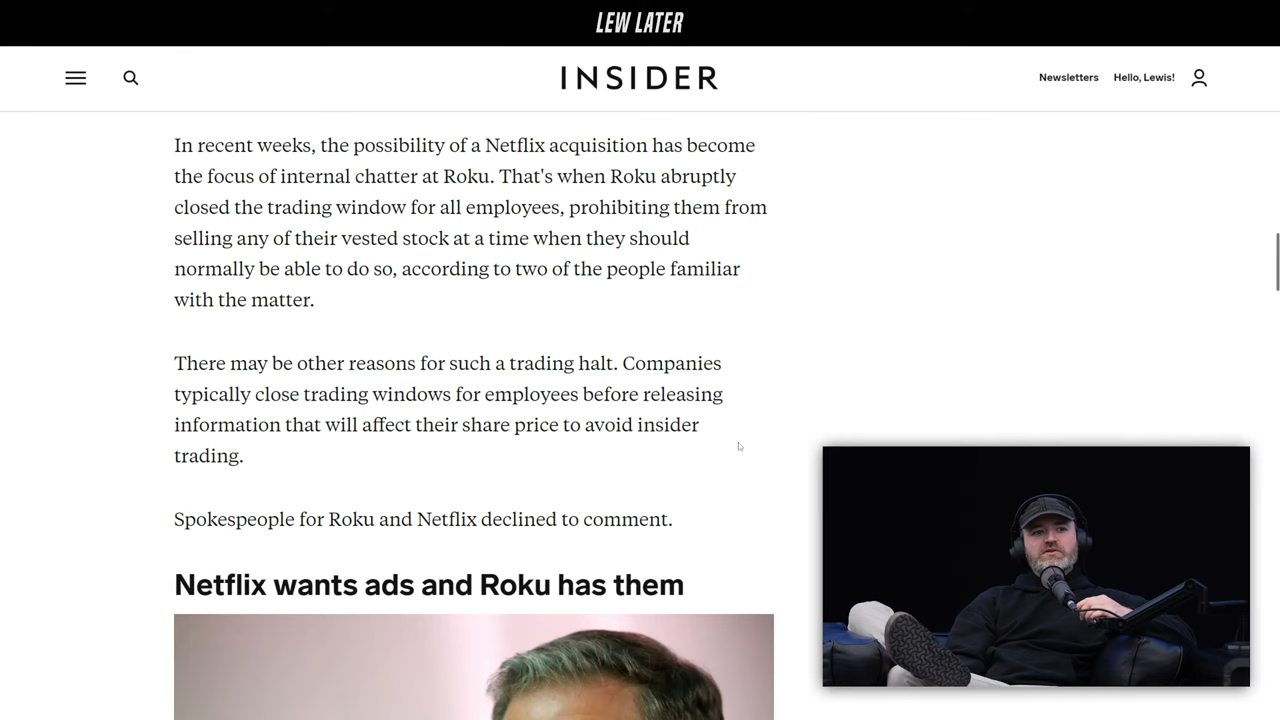 LEW LATER
INSIDER
Newsletters
Hello, Lewis!
In recent weeks, the possibility of a Netflix acquisition has become
the focus of internal chatter at Roku. That's when Roku abruptly
closed the trading window for all employees, prohibiting them from
selling any of their vested stock at a time when they should
normally be able to do so, according to two of the people familiar
with the matter.
There may be other reasons for such a trading halt. Companies
typically close trading windows for employees before releasing
information that will affect their share price to avoid insider
trading.
Spokespeople for Roku and Netflix declined to comment.
Netflix wants ads and Roku has them